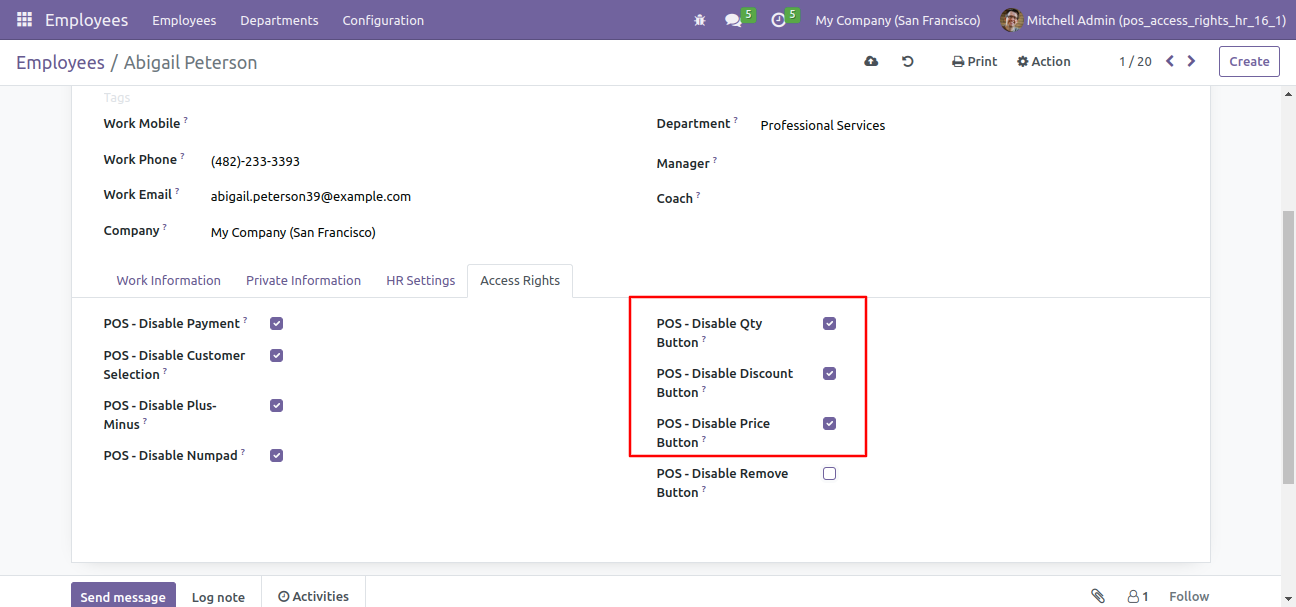 Employees Employees Departments Configuration 5 5 My Company (San Francisco) Mitchell Admin (pos_access_rights_hr_16_1)
Employees / Abigail Peterson Print Action 1 / 20 Create
Tags
Work Mobile ? Department ? Professional Services
Work Phone ? (482)-233-3393 Manager ?
Work Email ? abigail.peterson39@example.com Coach ?
Company ? My Company (San Francisco)
Work Information Private Information HR Settings Access Rights
POS - Disable Payment ?
POS - Disable Customer
Selection ?
POS - Disable Plus-
Minus ?
POS - Disable Numpad ?
POS - Disable Qty
Button ?
POS - Disable Discount
Button ?
POS - Disable Price
Button ?
POS - Disable Remove
Button ?
Send message Log note Activities 1 Follow